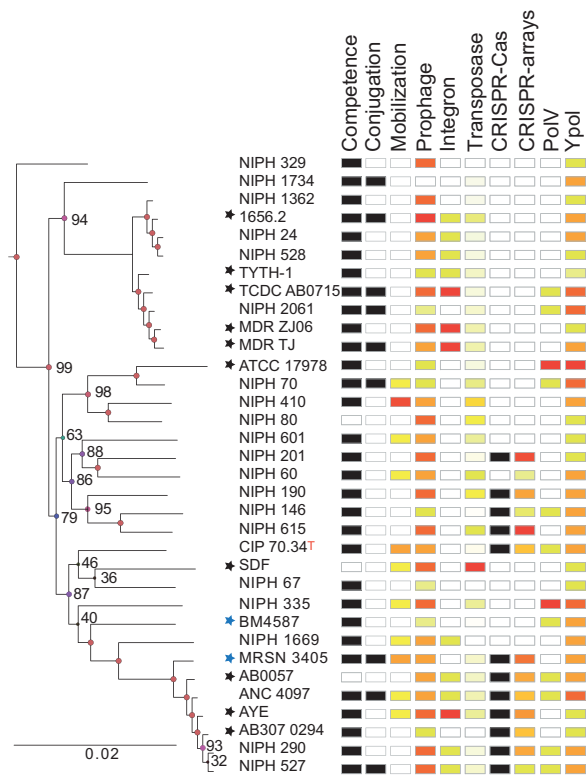 Competence
Conjugation
Mobilization
Prophage
Integron
Transposase
CRISPR-Cas
CRISPR-arrays
PolV
Ypol
NIPH 329
NIPH 1734
NIPH 1362
94
1656.2
NIPH 24
NIPH 528
TYTH-1
TCDC AB0715
NIPH 2061
MDR ZJ06
MDR TJ
99
ATCC 17978
NIPH 70
98
NIPH 410
NIPH 80
63
NIPH 601
88
NIPH 201
86
NIPH 60
NIPH 190
95
NIPH 146
79
NIPH 615
CIP 70.34T
46
SDF
36
NIPH 67
87
NIPH 335
40
BM4587
NIPH 1669
MRSN 3405
AB0057
ANC 4097
AYE
AB307 0294
93
NIPH 290
0.02
32
NIPH 527